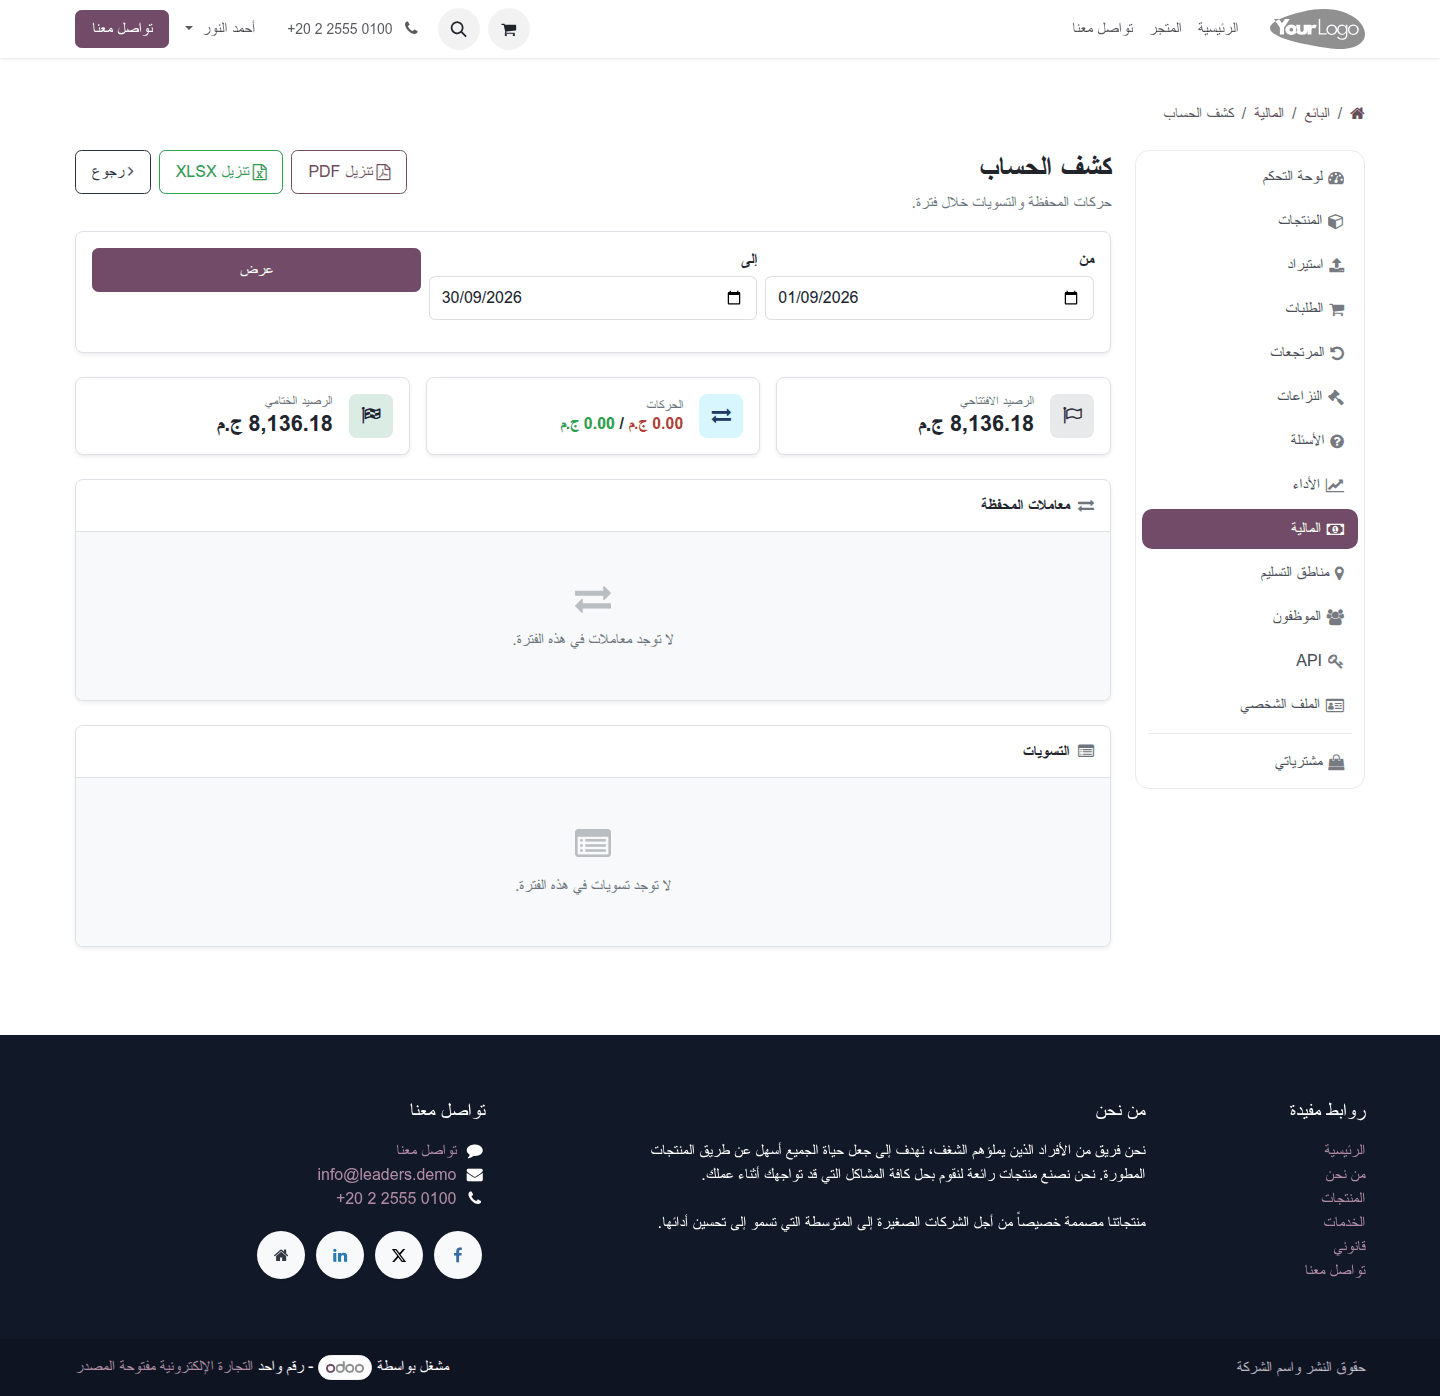 YourLogo
الرئيسية
المتجر
تواصل معنا
+20 2 2555 0100
أحمد النور
تواصل معنا
/ البائع / المالية / كشف الحساب
لوحة التحكم
المنتجات
استيراد
الطلبات
المرتجعات
النزاعات
الأسئلة
الأداء
المالية
مناطق التسليم
الموظفون
API
الملف الشخصي
مشترياتي
كشف الحساب
حركات المحفظة والتسويات خلال فترة.
تنزيل PDF
تنزيل XLSX
رجوع
من
01/09/2026
إلى
30/09/2026
عرض
الرصيد الافتتاحي
8,136.18 ج.م
الحركات
0.00 ج.م / 0.00 ج.م
الرصيد الختامي
8,136.18 ج.م
معاملات المحفظة
لا توجد معاملات في هذه الفترة.
التسويات
لا توجد تسويات في هذه الفترة.
روابط مفيدة
الرئيسية
من نحن
المنتجات
الخدمات
قانوني
تواصل معنا
من نحن
نحن فريق من الأفراد الذين يملؤهم الشغف، نهدف إلى جعل حياة الجميع أسهل عن طريق المنتجات
المطورة. نحن نصنع منتجات رائعة لنقوم بحل كافة المشاكل التي قد تواجهك أثناء عملك.
منتجاتنا مصممة خصيصاً من أجل الشركات الصغيرة إلى المتوسطة التي تسمو إلى تحسين أدائها.
تواصل معنا
تواصل معنا
info@leaders.demo
+20 2 2555 0100
حقوق النشر واسم الشركة
مشغل بواسطة odoo - رقم واحد التجارة الإلكترونية مفتوحة المصدر